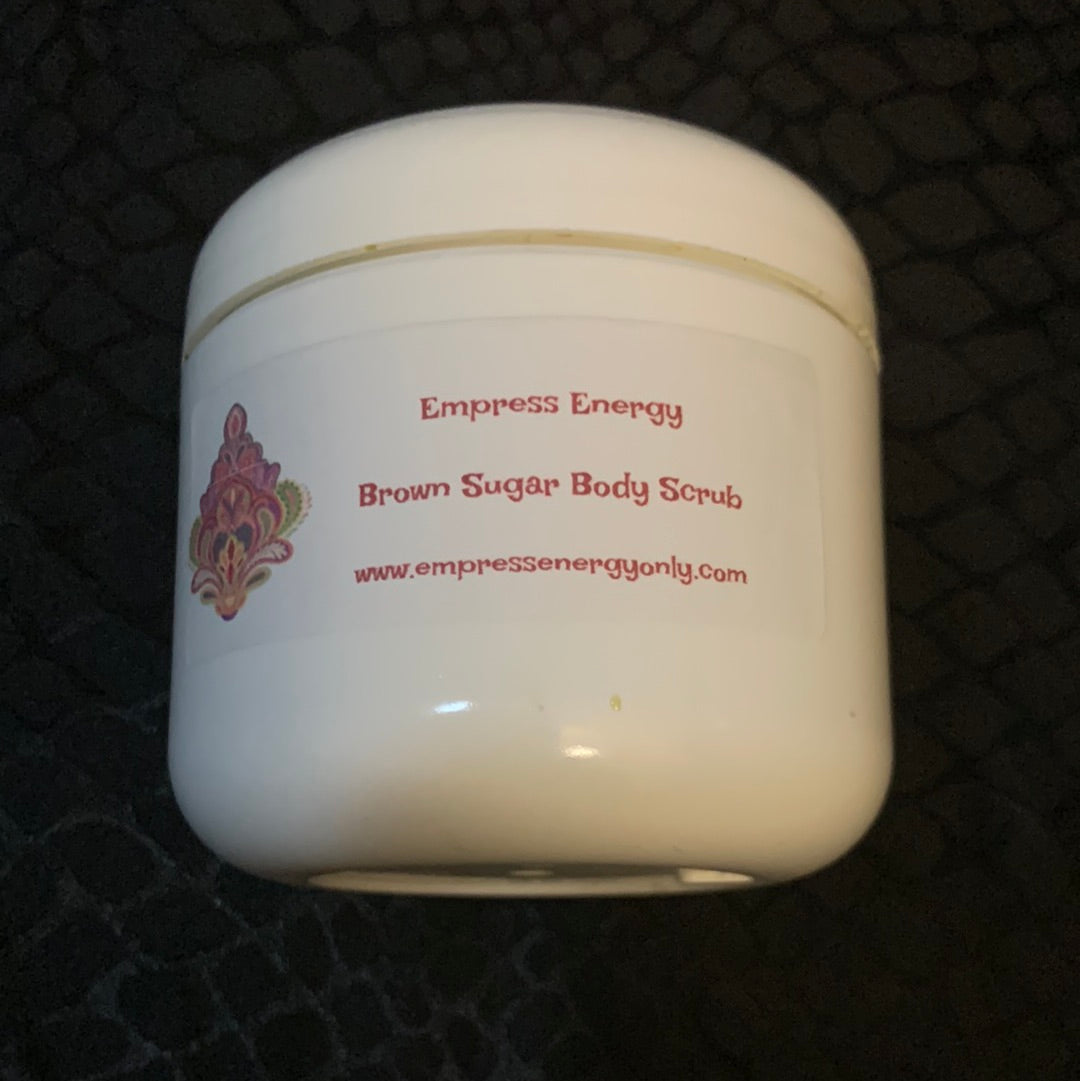 Empress Energy
Brown Sugar Body Scrub
www.empressenergyonly.com